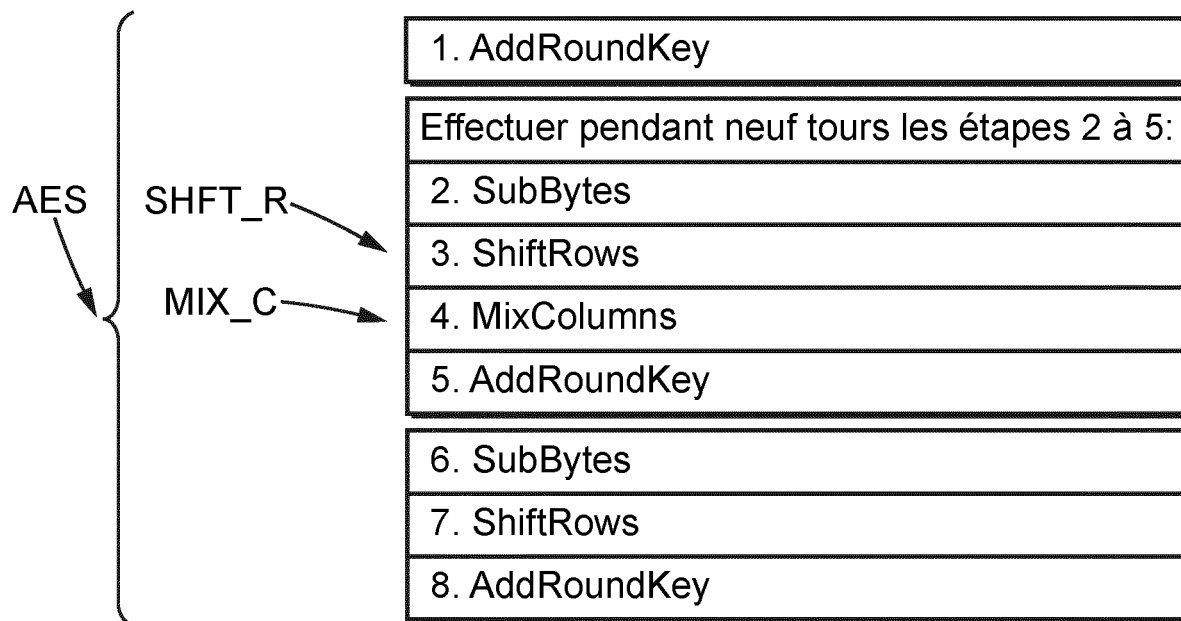 1. AddRoundKey
Effectuer pendant neuf tours les étapes 2 à 5:
AES
SHFT_R
2. SubBytes
3. ShiftRows
MIX_C
4. MixColumns
5. AddRoundKey
6. SubBytes
7. ShiftRows
8. AddRoundKey